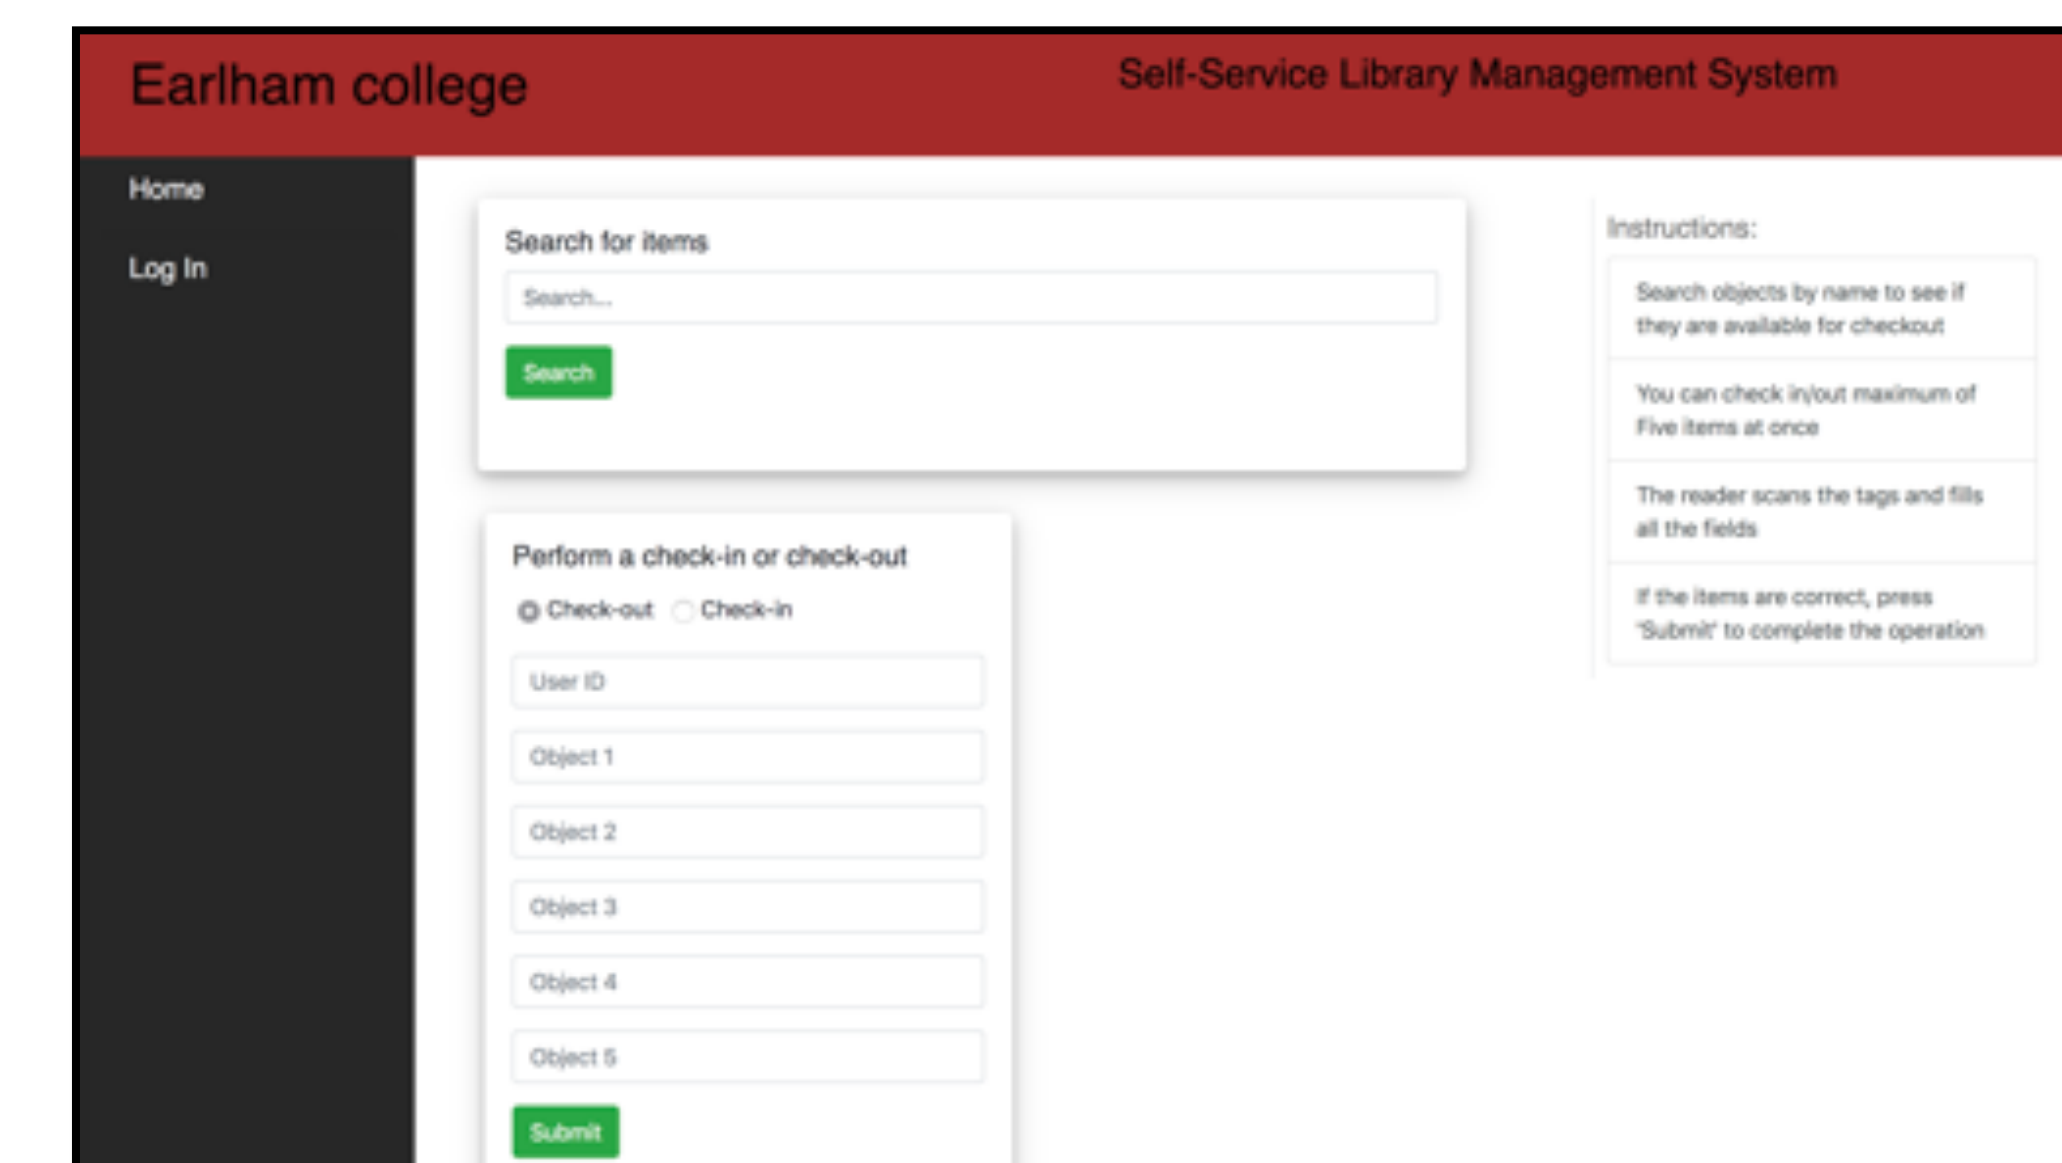 Earlham college
Self-Service Library Management System
Home
Log In
Search for items
Search...
Search
Perform a check-in or check-out
Check-out
Check-in
User ID
Object 1
Object 2
Object 3
Object 4
Object 5
Submit
Instructions:
Search objects by name to see if
they are available for checkout
You can check in/out maximum of
Five items at once
The reader scans the tags and fills
all the fields
If the items are correct, press
'Submit' to complete the operation